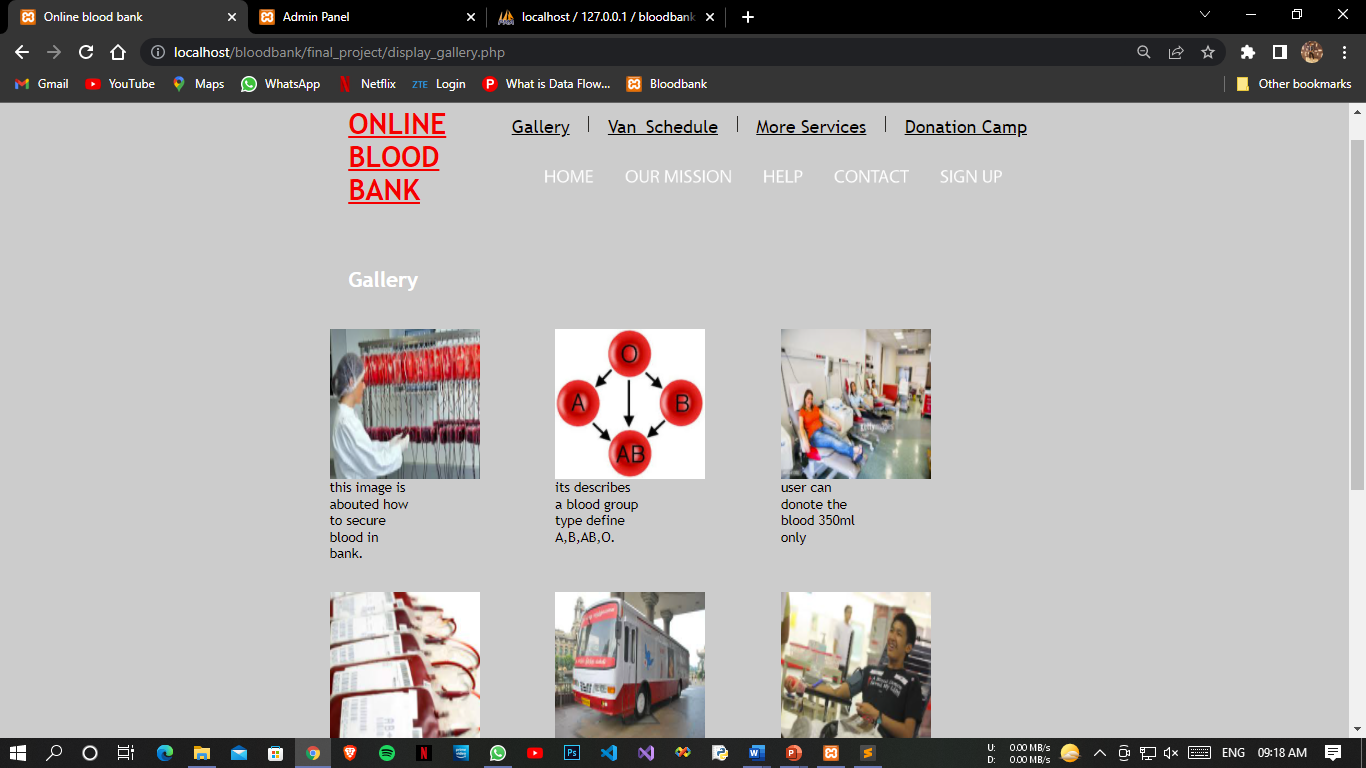 Online blood bank
Admin Panel
localhost / 127.0.0.1 / bloodbank
localhost/bloodbank/final_project/display_gallery.php
Gmail
YouTube
Maps
WhatsApp
Netflix
ZTE Login
What is Data Flow...
Bloodbank
Other bookmarks
ONLINE
BLOOD
BANK
Gallery
Van Schedule
More Services
Donation Camp
HOME
OUR MISSION
HELP
CONTACT
SIGN UP
Gallery
O
A
B
AB
this image is
abouted how
to secure
blood in
bank.
its describes
a blood group
type define
A,B,AB,O.
user can
donote the
blood 350ml
only
U: 0.00 MB/s
D: 0.00 MB/s
ENG
09:18 AM